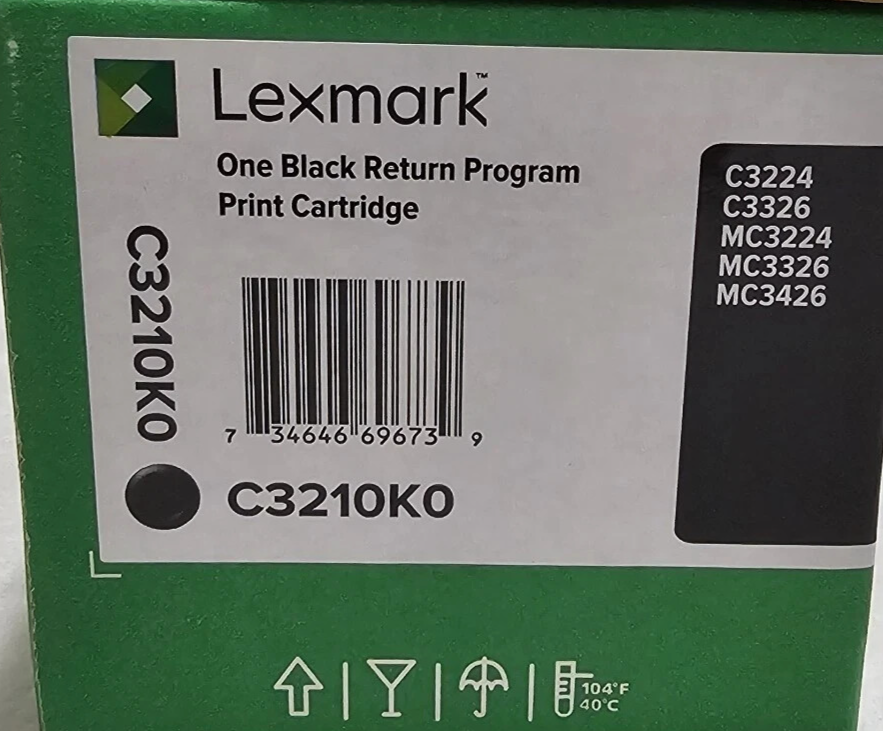 Lexmark™
One Black Return Program
Print Cartridge
C3210K0
7 34646 69673 9
C3210K0
C3224
C3326
MC3224
MC3326
MC3426
104°F
40°C